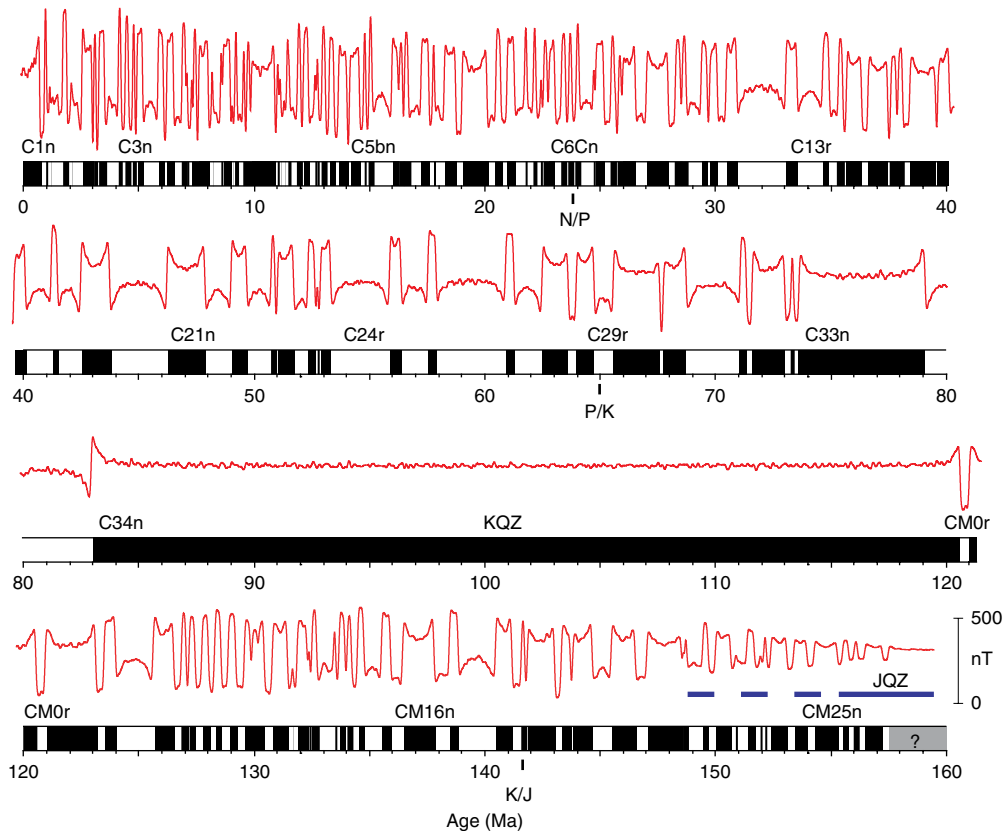 C1n C3n C5bn C6Cn C13r
0 10 20 30 40
N/P
C21n C24r C29r C33n
40 50 60 70 80
P/K
C34n KQZ CM0r
80 90 100 110 120
500
nT
JQZ
0
CM0r CM16n CM25n
?
120 130 140 150 160
K/J
Age (Ma)